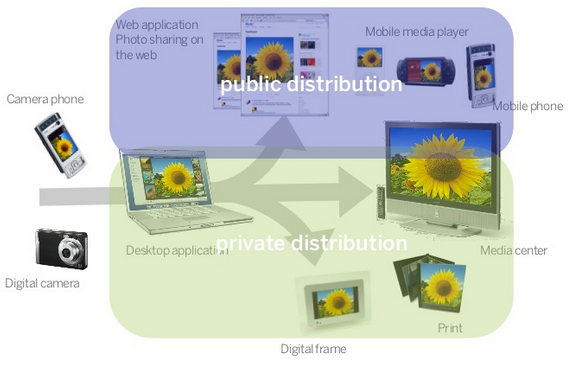 Web application
Photo sharing on
the web
Mobile media player
public distribution
Camera phone
Mobile phone
Desktop application
private distribution
Media center
Digital camera
Print
Digital frame